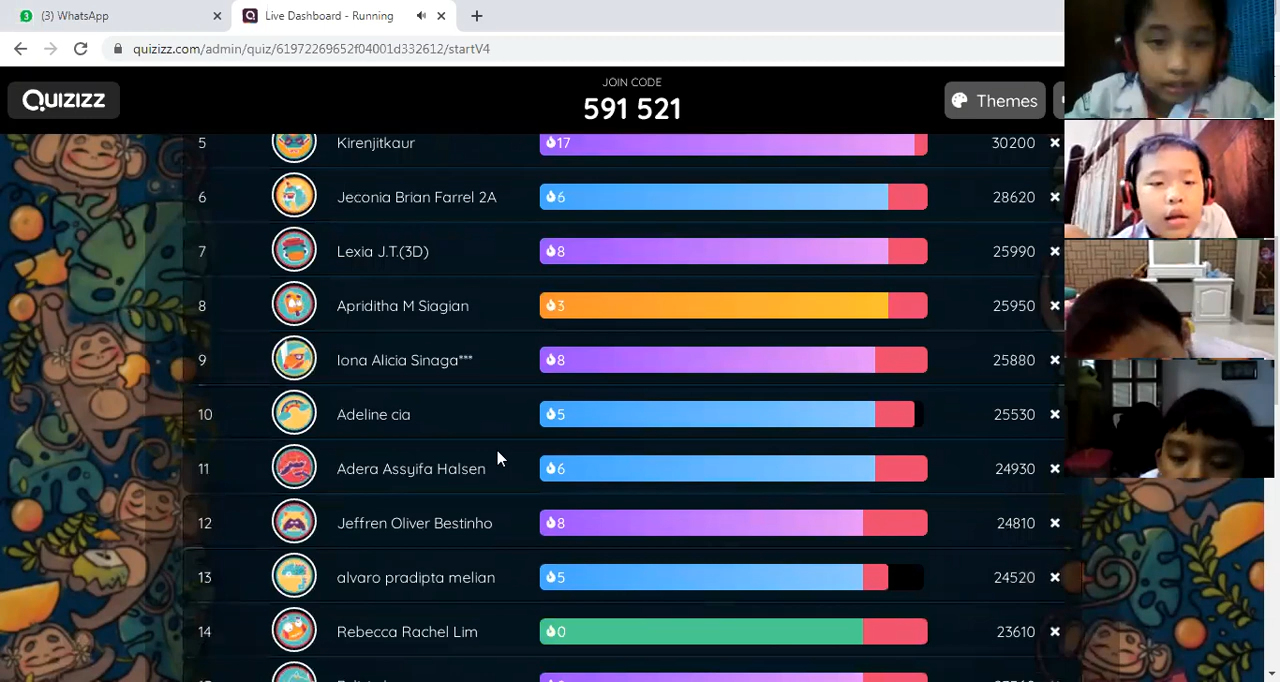 (3) WhatsApp
Live Dashboard - Running
quizizz.com/admin/quiz/61972269652f04001d332612/startV4
QUIZIZZ
JOIN CODE
591 521
Themes
5 Kirenjitkaur 17 30200
6 Jeconia Brian Farrel 2A 6 28620
7 Lexia J.T.(3D) 8 25990
8 Apriditha M Siagian 3 25950
9 Iona Alicia Sinaga*** 8 25880
10 Adeline cia 5 25530
11 Adera Assyifa Halsen 6 24930
12 Jeffren Oliver Bestinho 8 24810
13 alvaro pradipta melian 5 24520
14 Rebecca Rachel Lim 0 23610